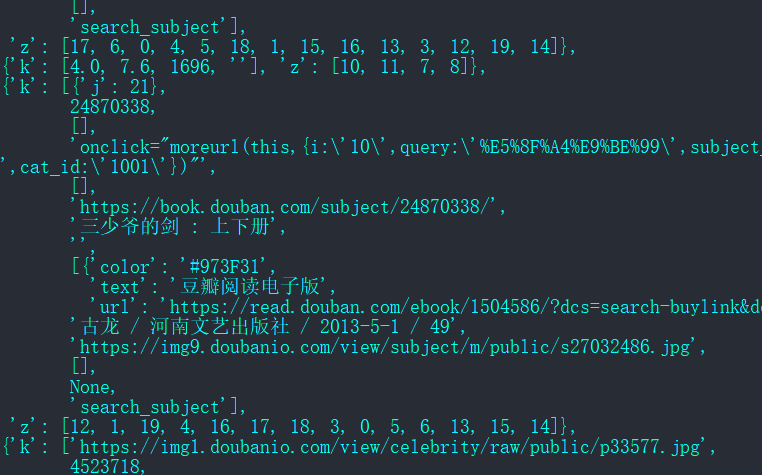 [],
'search_subject'],
'z': [17, 6, 0, 4, 5, 18, 1, 15, 16, 13, 3, 12, 19, 14]},
{'k': [4.0, 7.6, 1696, ''], 'z': [10, 11, 7, 8]},
{'k': [{'j': 21},
24870338,
[],
'onclick="moreurl(this,{i:\'10\',query:\'%E5%8F%A4%E9%BE%99\',subject_
',cat_id:\'1001\'})"',
[],
'https://book.douban.com/subject/24870338/',
'三少爷的剑 : 上下册',
'',
[{'color': '#973F31',
'text': '豆瓣阅读电子版',
'url': 'https://read.douban.com/ebook/1504586/?dcs=search-buylink&d
'古龙 / 河南文艺出版社 / 2013-5-1 / 49',
'https://img9.doubanio.com/view/subject/m/public/s27032486.jpg',
[],
None,
'search_subject'],
'z': [12, 1, 19, 4, 16, 17, 18, 3, 0, 5, 6, 13, 15, 14]},
{'k': ['https://img1.doubanio.com/view/celebrity/raw/public/p33577.jpg',
4523718,